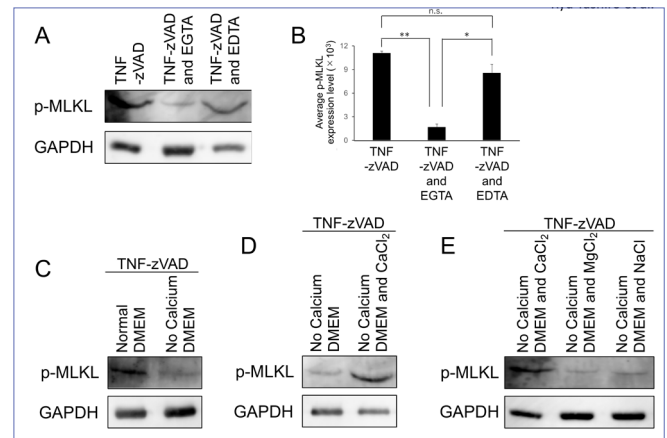 A
TNF
-zVAD
TNF-zVAD
and EGTA
TNF-zVAD
and EDTA
p-MLKL
GAPDH
B
n.s.
**
*
Average p-MLKL
expression level (×10³)
12
9
6
3
0
TNF
-zVAD
TNF
-zVAD
and
EGTA
TNF
-zVAD
and
EDTA
C
TNF-zVAD
Normal
DMEM
No Calcium
DMEM
p-MLKL
GAPDH
D
TNF-zVAD
No Calcium
DMEM
No Calcium
DMEM and CaCl₂
p-MLKL
GAPDH
E
TNF-zVAD
No Calcium
DMEM and CaCl₂
No Calcium
DMEM and MgCl₂
No Calcium
DMEM and NaCl
p-MLKL
GAPDH